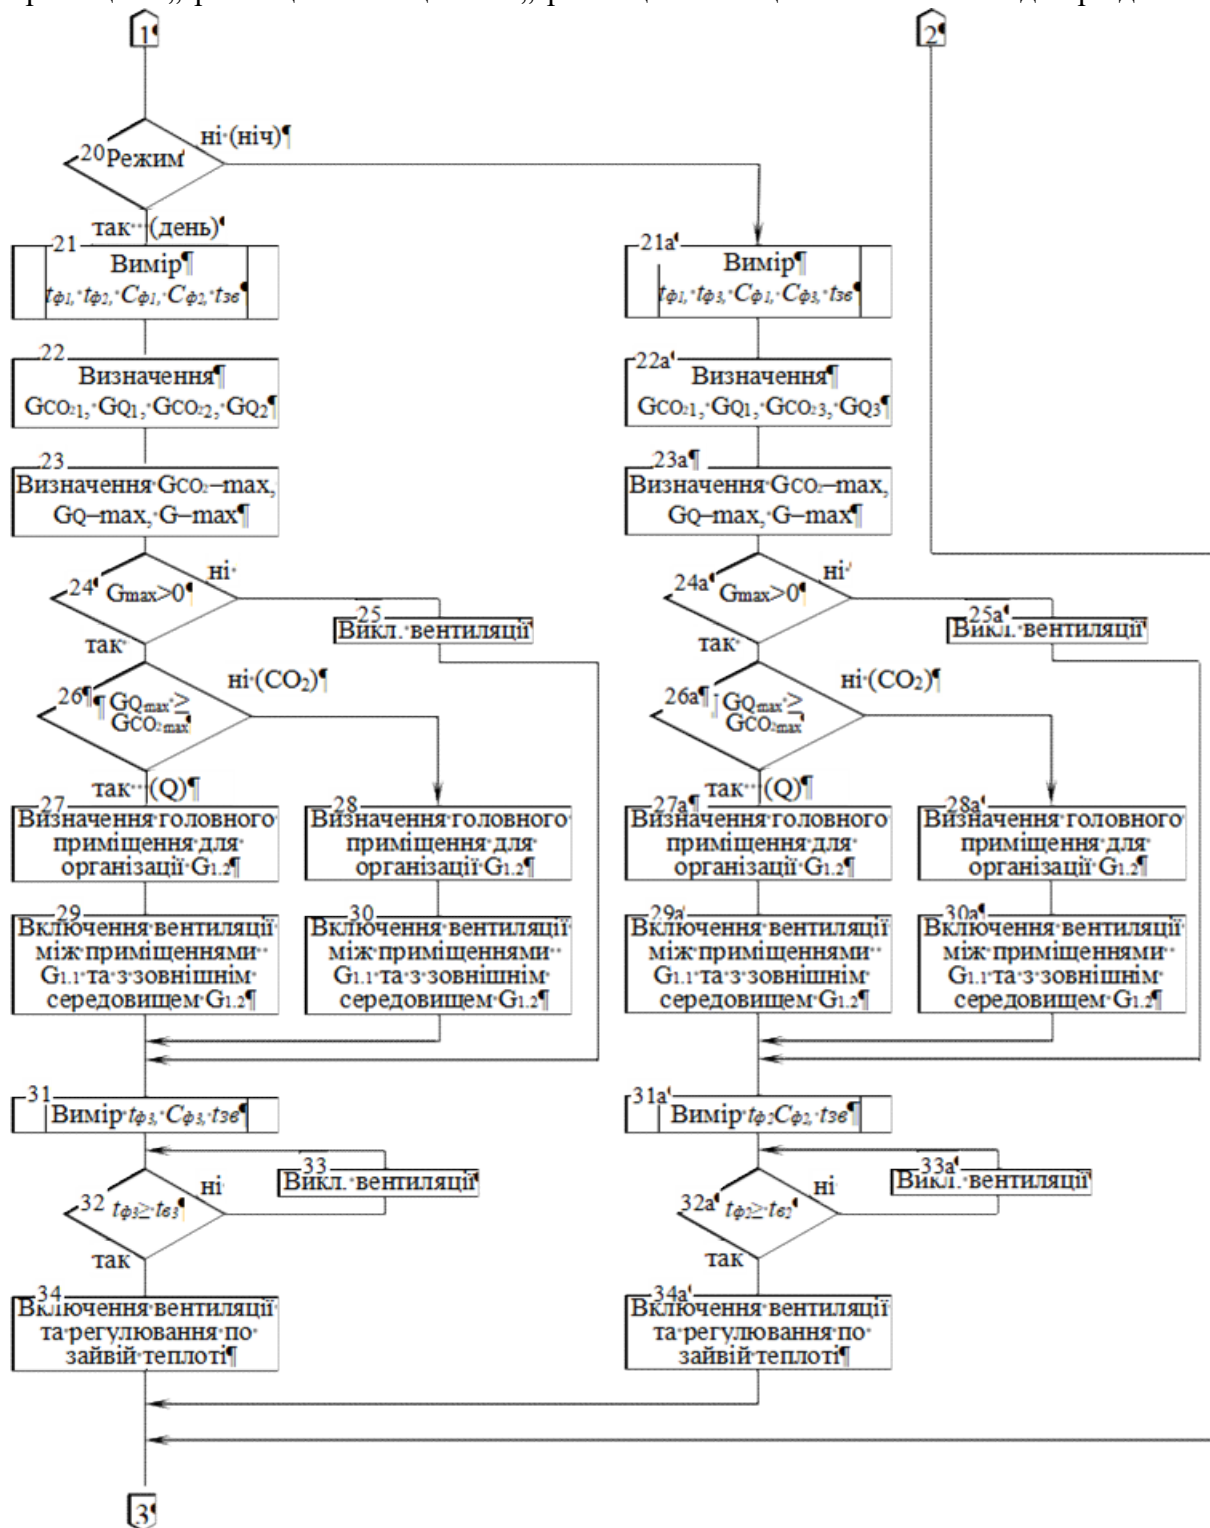 1
2
20 Режим
ні (ніч)¶
так (день)
21
Вимір¶
tф1, tф2, Cф1, Cф2, tзв¶
21а
Вимір¶
tф1, tф3, Cф1, Cф3, tзв¶
22
Визначення¶
GCO21, GQ1, GCO22, GQ2¶
22а
Визначення¶
GCO21, GQ1, GCO23, GQ3¶
23
Визначення GCO2–max,
GQ–max, G–max¶
23а¶
Визначення GCO2–max,
GQ–max, G–max¶
24 Gmax>0
ні
25
Викл. вентиляції
так
24а Gmax>0
ні
25а
Викл. вентиляції
так
26¶ ¶ GQmax ≥
GCO2max
ні (CO2)¶
так (Q)¶
26а¶ GQmax ≥
GCO2max
ні (CO2)¶
так (Q)¶
27
Визначення головного
приміщення для
організації G1.2¶
28
Визначення головного
приміщення для
організації G1.2¶
27а¶
Визначення головного
приміщення для
організації G1.2¶
28а
Визначення головного
приміщення для
організації G1.2¶
29
Включення вентиляції
між приміщеннями
G1.1 та з зовнішнім
середовищем G1.2¶
30
Включення вентиляції
між приміщеннями
G1.1 та з зовнішнім
середовищем G1.2¶
29а
Включення вентиляції
між приміщеннями
G1.1 та з зовнішнім
середовищем G1.2¶
30а¶
Включення вентиляції
між приміщеннями
G1.1 та з зовнішнім
середовищем G1.2¶
31
Вимір tф3, Cф3, tзв¶
31а
Вимір tф2Cф2, tзв¶
32 tф3≥ tв3
ні
33
Викл. вентиляції
так
32а tф2≥ tв2
ні
33а
Викл. вентиляції
так
34
Включення вентиляції
та регулювання по
зайвій теплоті¶
34а
Включення вентиляції
та регулювання по
зайвій теплоті¶
3